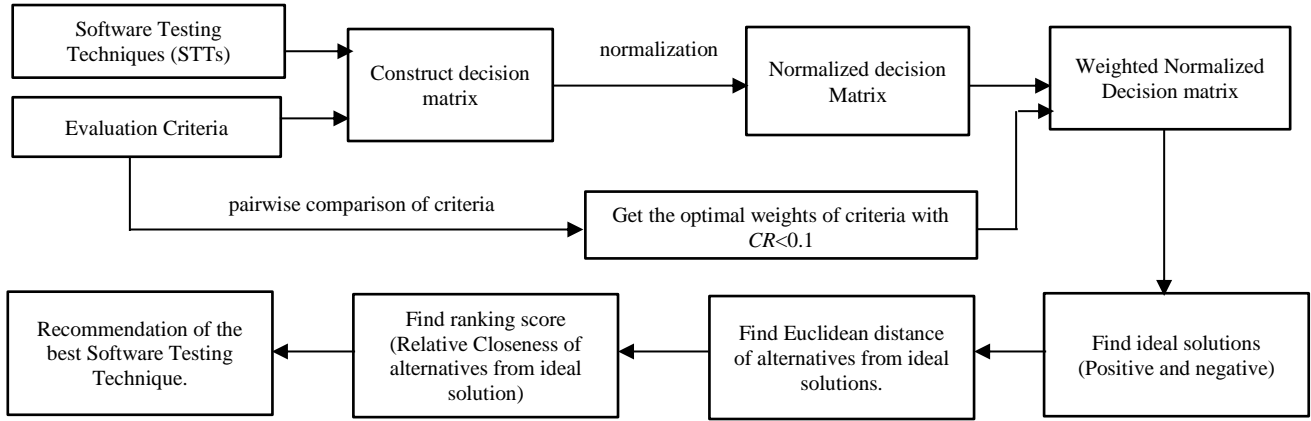 Software Testing
Techniques (STTs)
Evaluation Criteria
Construct decision
matrix
normalization
Normalized decision
Matrix
Weighted Normalized
Decision matrix
pairwise comparison of criteria
Get the optimal weights of criteria with
CR<0.1
Recommendation of the
best Software Testing
Technique.
Find ranking score
(Relative Closeness of
alternatives from ideal
solution)
Find Euclidean distance
of alternatives from ideal
solutions.
Find ideal solutions
(Positive and negative)